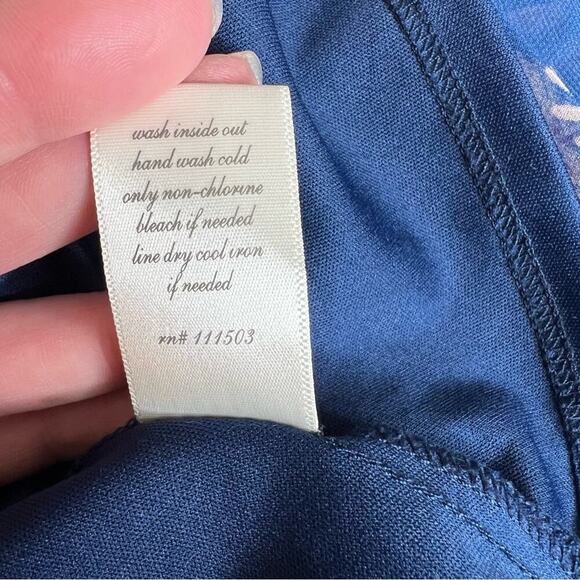 wash inside out
hand wash cold
only non-chlorine
bleach if needed
line dry cool iron
if needed
rn# 111503